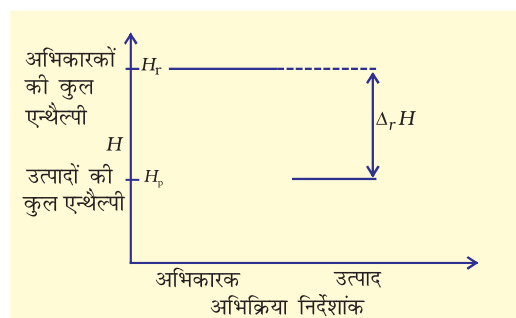 अभिकारकों
की कुल
एन्थैल्पी
Hr
H
ΔrH
उत्पादों की
कुल एन्थैल्पी
Hp
अभिकारक
उत्पाद
अभिक्रिया निर्देशांक